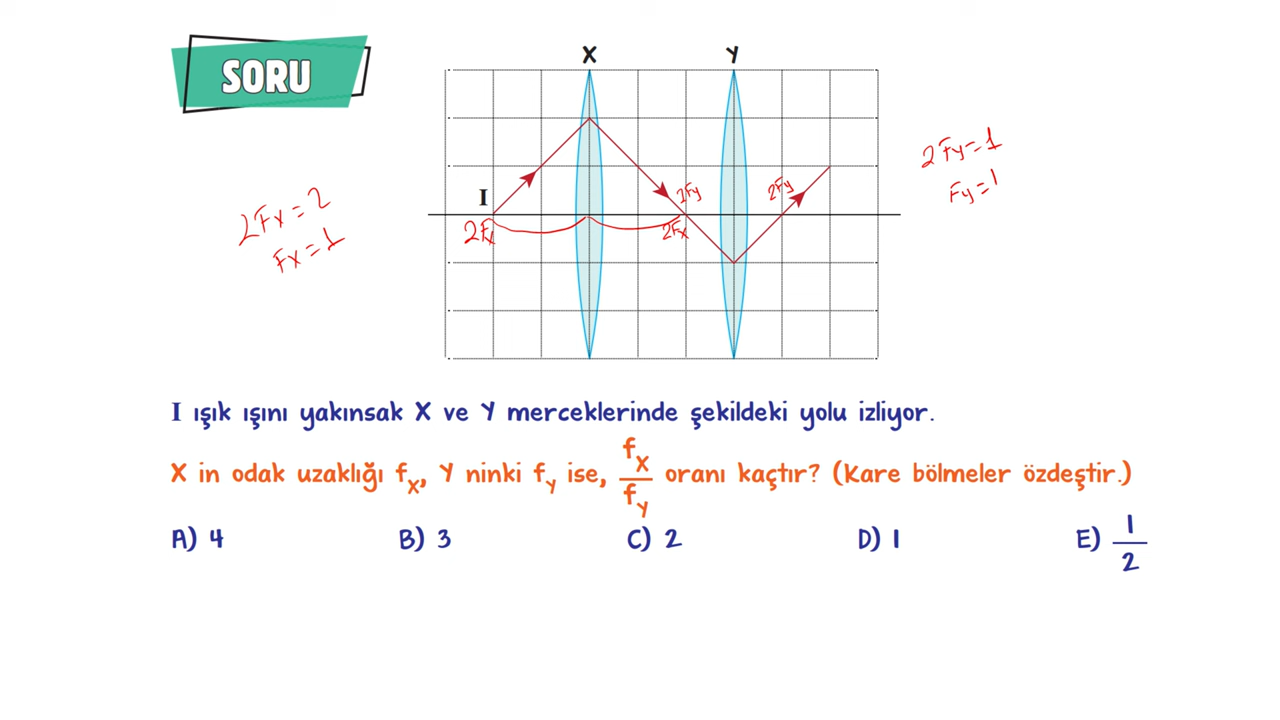 SORU
X Y
I
2Fx
2Fx
2Fy
2Fy
2Fx=2
Fx=1
2Fy=1
Fy=1
I ışık ışını yakınsak X ve Y merceklerinde şekildeki yolu izliyor.
X in odak uzaklığı fX, Y ninki fY ise, fX/fY oranı kaçtır? (Kare bölmeler özdeştir.)
A) 4 B) 3 C) 2 D) 1 E) 1/2